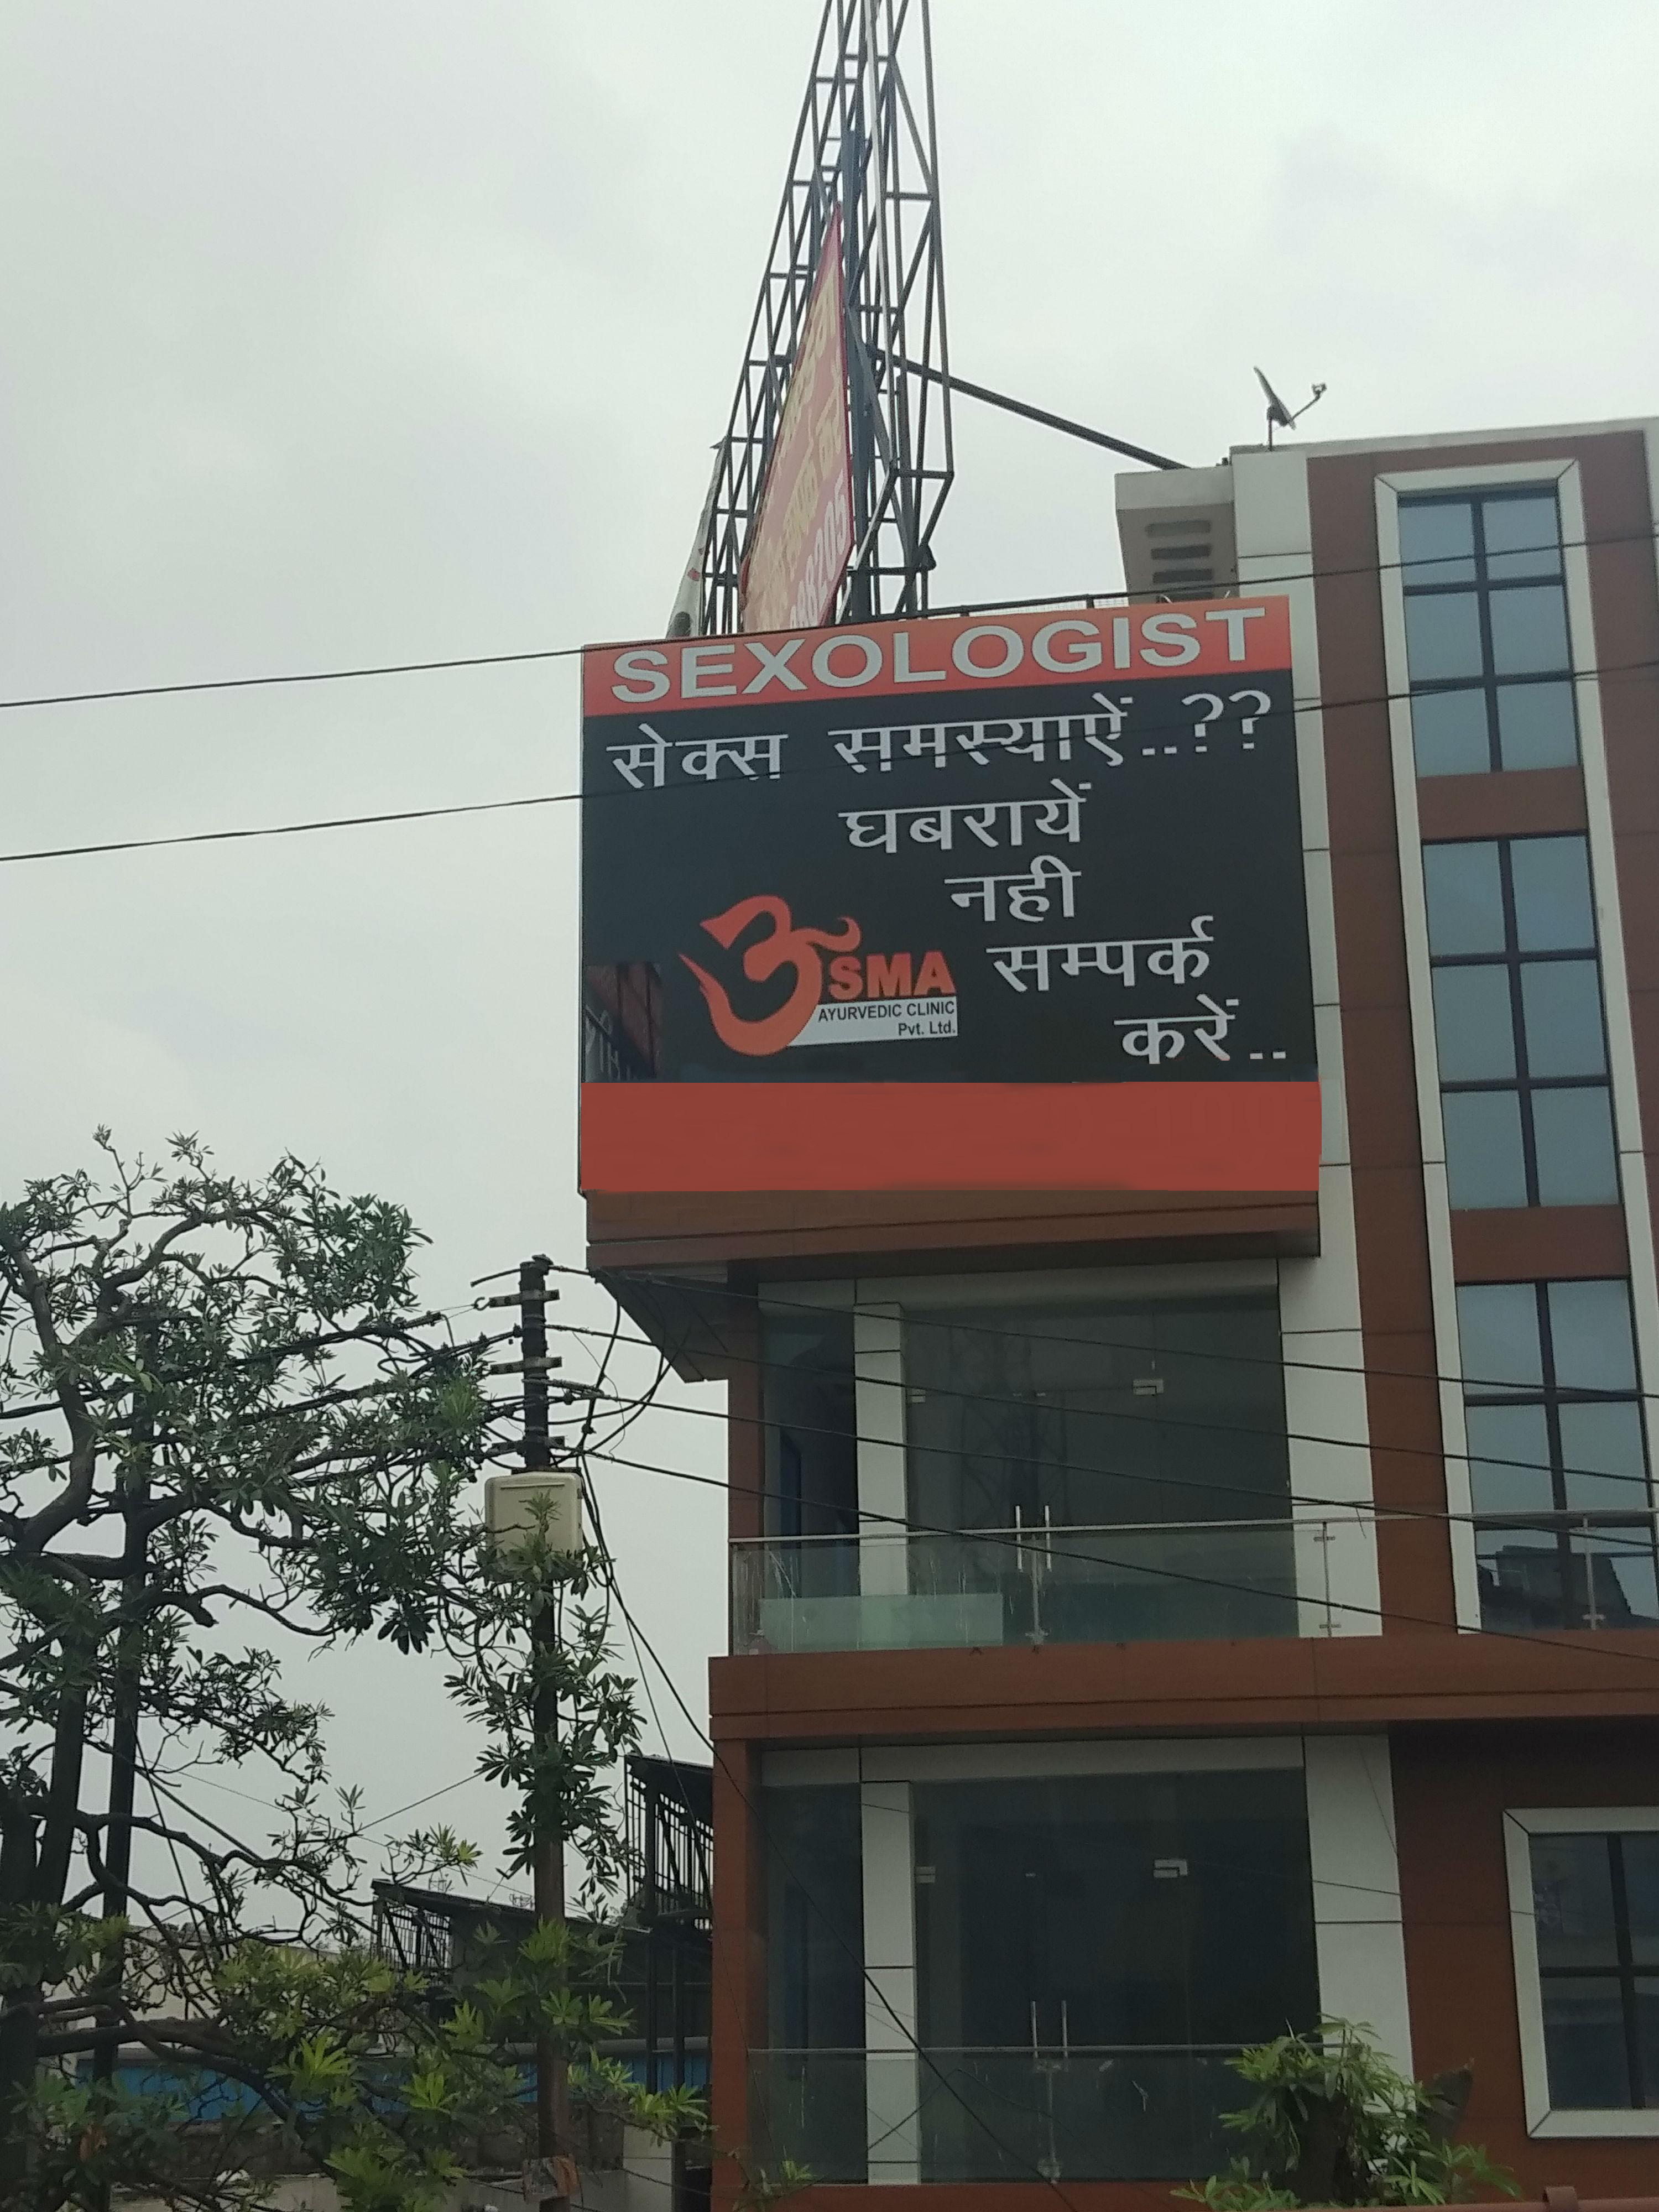 SEXOLOGIST
सेक्स समस्याऐं..??
घबरायें
नही
सम्पर्क
करें..
SMA
AYURVEDIC CLINIC
Pvt. Ltd.